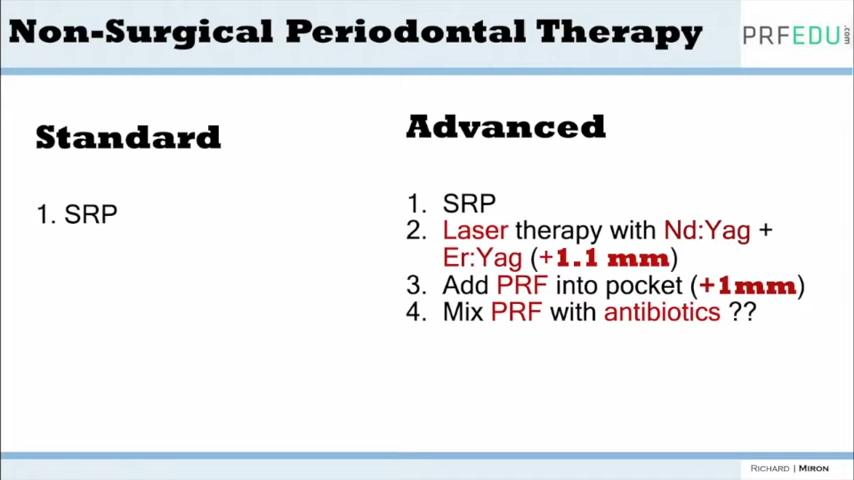 Non-Surgical Periodontal Therapy
PRFEDU.com
Standard
1. SRP
Advanced
1. SRP
2. Laser therapy with Nd:Yag +
Er:Yag (+1.1 mm)
3. Add PRF into pocket (+1mm)
4. Mix PRF with antibiotics ??
RICHARD | MIRON